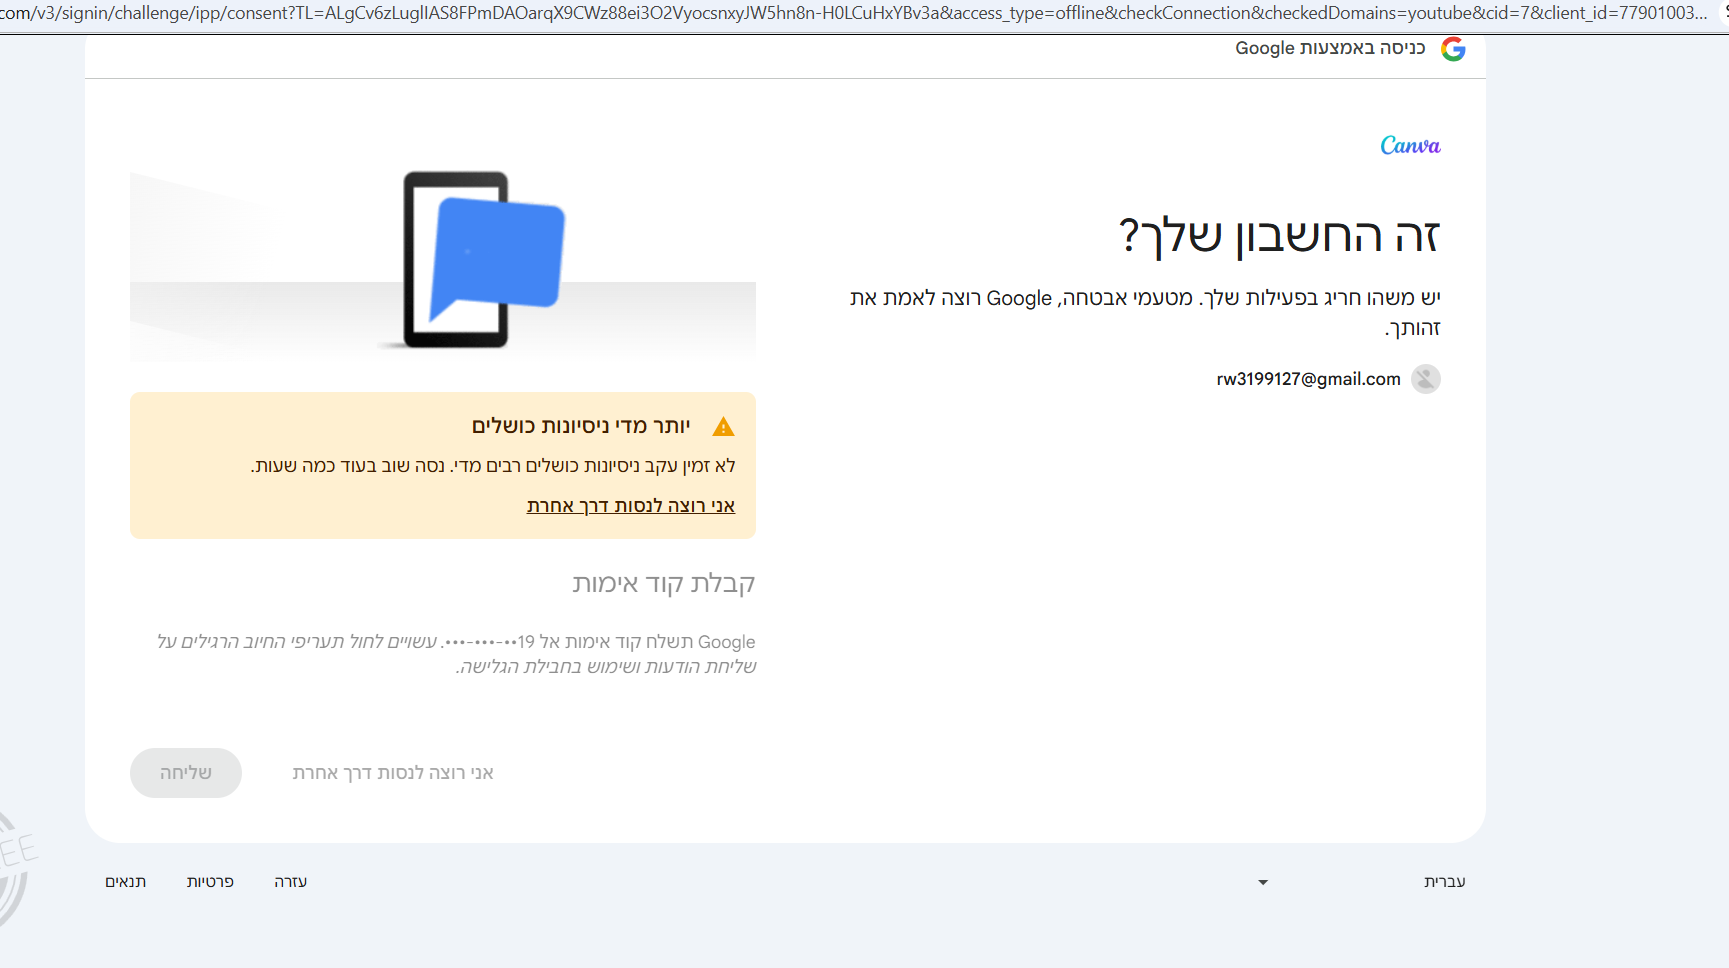 com/v3/signin/challenge/ipp/consent?TL=ALgCv6zLuglIAS8FPmDAOarqX9CWz88ei3O2VyocsnxyJW5hn8n-H0LCuHxYBv3a&access_type=offline&checkConnection&checkedDomains=youtube&cid=7&client_id=77901003...
כניסה באמצעות Google
Canva
זה החשבון שלך?
יש משהו חריג בפעילות שלך. מטעמי אבטחה, Google רוצה לאמת את
זהותך.
rw3199127@gmail.com
יותר מדי ניסיונות כושלים
לא זמין עקב ניסיונות כושלים רבים מדי. נסה שוב בעוד כמה שעות.
אני רוצה לנסות דרך אחרת
קבלת קוד אימות
Google תשלח קוד אימות אל 19••-•••-•••. עשויים לחול תעריפי החיוב הרגילים על
שליחת הודעות ושימוש בחבילת הגלישה.
אני רוצה לנסות דרך אחרת
שליחה
עברית
עזרה
פרטיות
תנאים